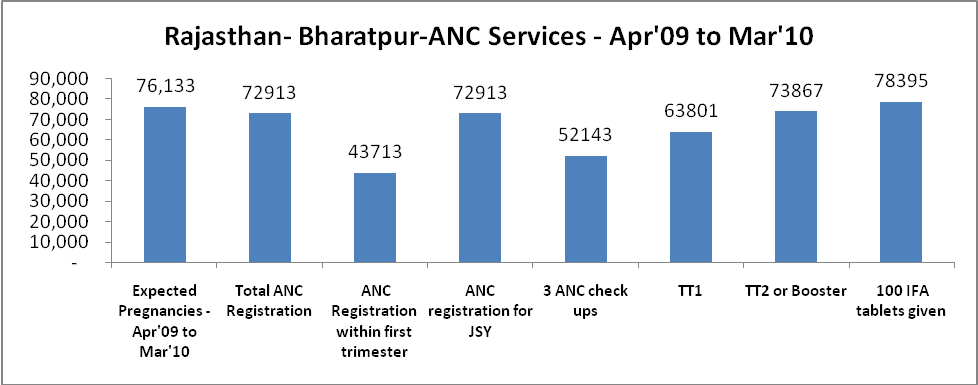 Rajasthan- Bharatpur-ANC Services - Apr'09 to Mar'10
90,000
80,000
70,000
60,000
50,000
40,000
30,000
20,000
10,000
-
76,133
72913
43713
72913
52143
63801
73867
78395
Expected
Pregnancies -
Apr'09 to
Mar'10
Total ANC
Registration
ANC
Registration
within first
trimester
ANC
registration for
JSY
3 ANC check
ups
TT1
TT2 or Booster
100 IFA
tablets given